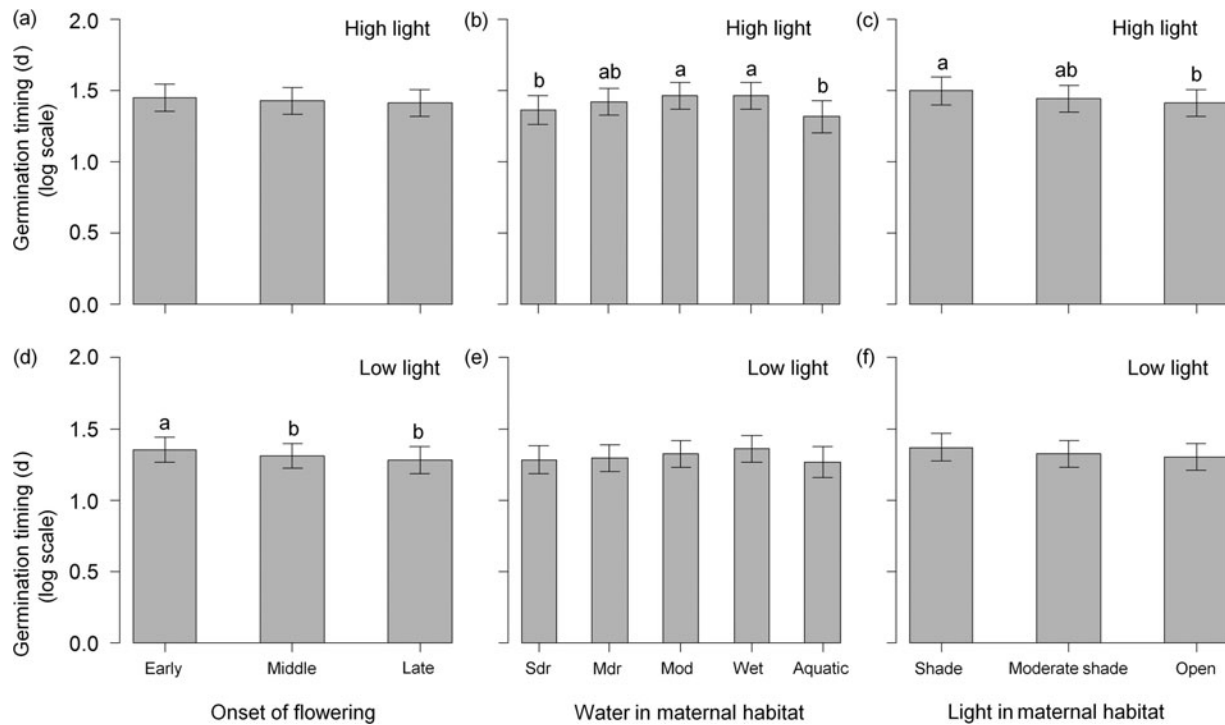 (a) 2.0 High light (b) High light (c) High light
Germination timing (d)
(log scale)
1.5
1.0
0.5
0.0
b ab a a b
a ab b
(d) 2.0 Low light (e) Low light (f) Low light
Germination timing (d)
(log scale)
1.5
1.0
0.5
0.0
a b b
Early Middle Late Sdr Mdr Mod Wet Aquatic Shade Moderate shade Open
Onset of flowering Water in maternal habitat Light in maternal habitat